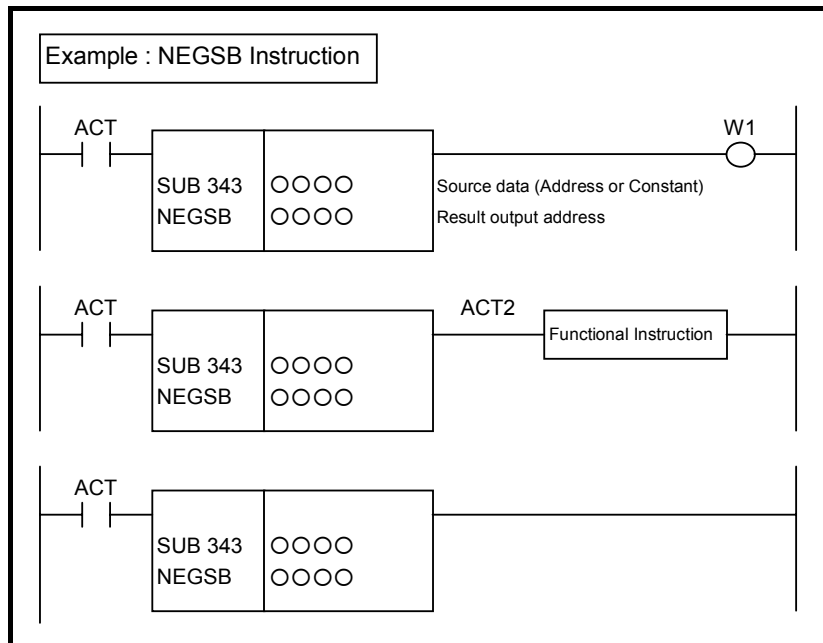 Example : NEGSB Instruction
ACT
W1
SUB 343 ○○○○ Source data (Address or Constant)
NEGSB ○○○○ Result output address
ACT
ACT2
Functional Instruction
SUB 343 ○○○○
NEGSB ○○○○
ACT
SUB 343 ○○○○
NEGSB ○○○○